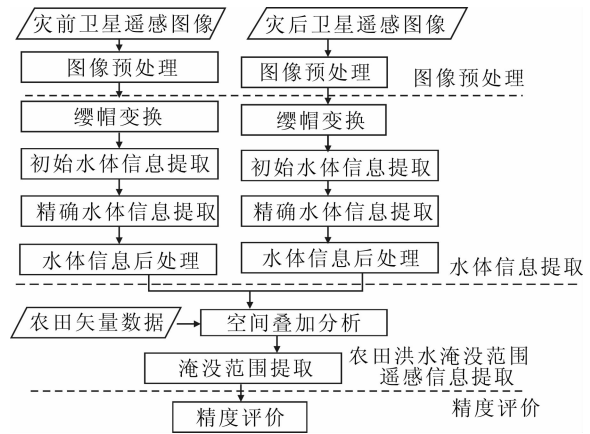 灾前卫星遥感图像
灾后卫星遥感图像
图像预处理
图像预处理
图像预处理
缨帽变换
缨帽变换
初始水体信息提取
初始水体信息提取
精确水体信息提取
精确水体信息提取
水体信息后处理
水体信息后处理
水体信息提取
农田矢量数据
空间叠加分析
淹没范围提取
农田洪水淹没范围
遥感信息提取
精度评价
精度评价